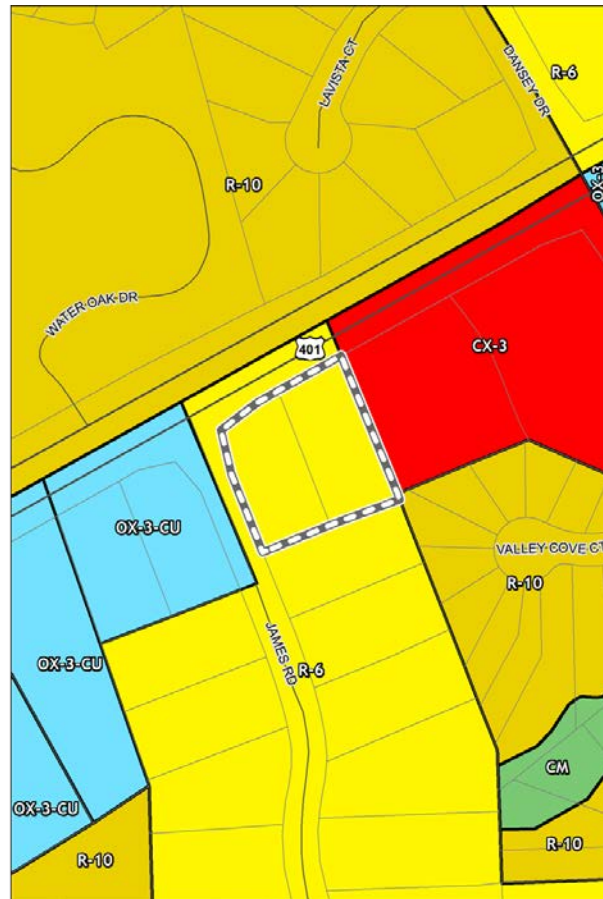 LAVISTA CT
DANSEY DR
R-6
R-10
OX-3
WATER OAK DR
401
CX-3
OX-3-CU
VALLEY COVE CT
R-10
JAMES RD
R-6
OX-3-CU
CM
OX-3-CU
R-10
R-10